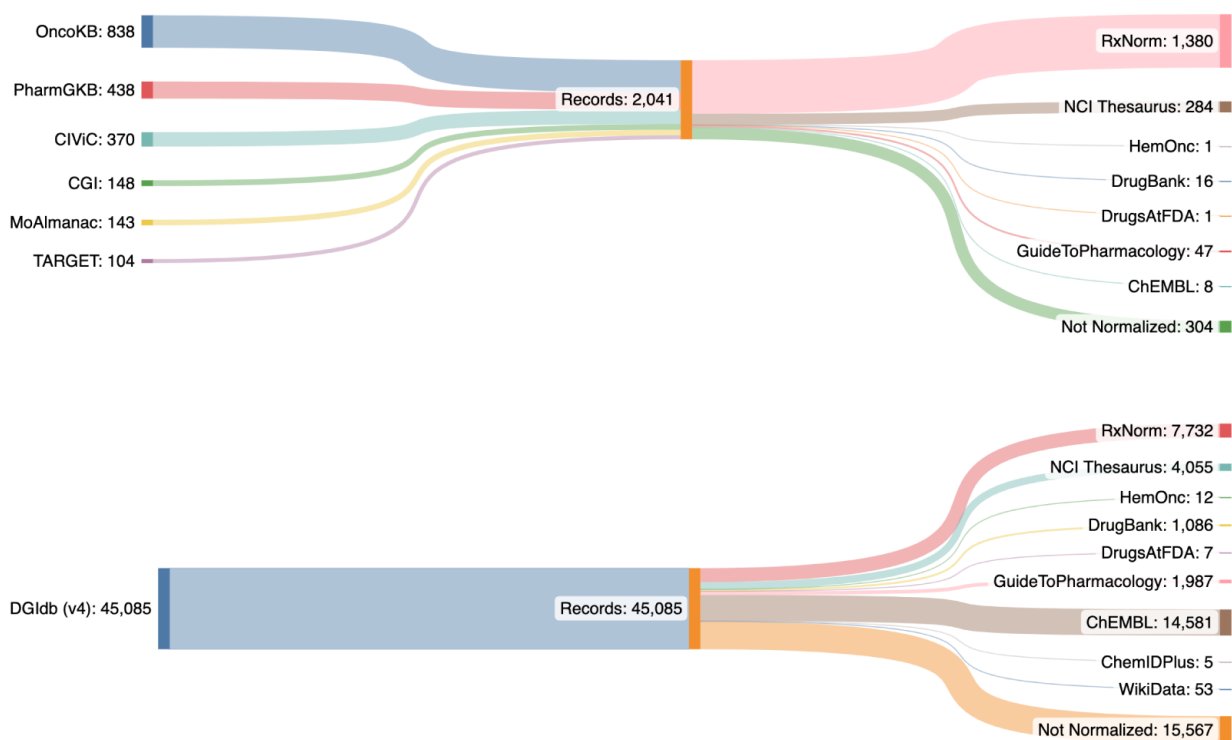 OncoKB: 838
PharmGKB: 438
CIViC: 370
CGI: 148
MoAlmanac: 143
TARGET: 104
Records: 2,041
RxNorm: 1,380
NCI Thesaurus: 284
HemOnc: 1
DrugBank: 16
DrugsAtFDA: 1
GuideToPharmacology: 47
ChEMBL: 8
Not Normalized: 304
DGIdb (v4): 45,085
Records: 45,085
RxNorm: 7,732
NCI Thesaurus: 4,055
HemOnc: 12
DrugBank: 1,086
DrugsAtFDA: 7
GuideToPharmacology: 1,987
ChEMBL: 14,581
ChemIDPlus: 5
WikiData: 53
Not Normalized: 15,567